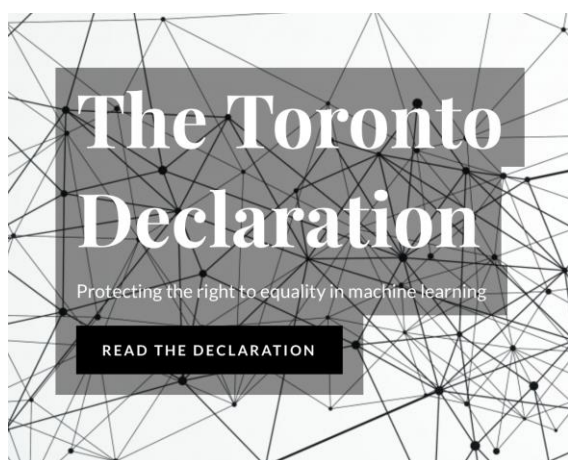 The Toronto
Declaration
Protecting the right to equality in machine learning
READ THE DECLARATION